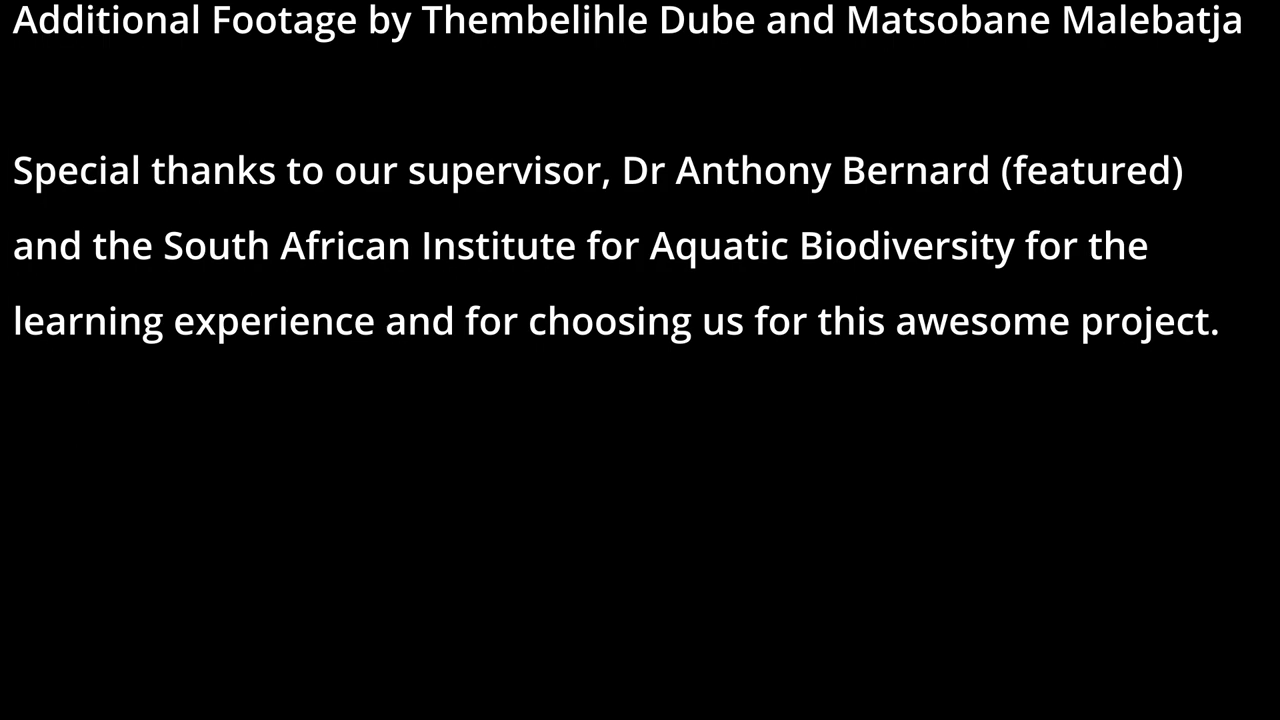 Additional Footage by Thembelihle Dube and Matsobane Malebatja
Special thanks to our supervisor, Dr Anthony Bernard (featured)
and the South African Institute for Aquatic Biodiversity for the
learning experience and for choosing us for this awesome project.